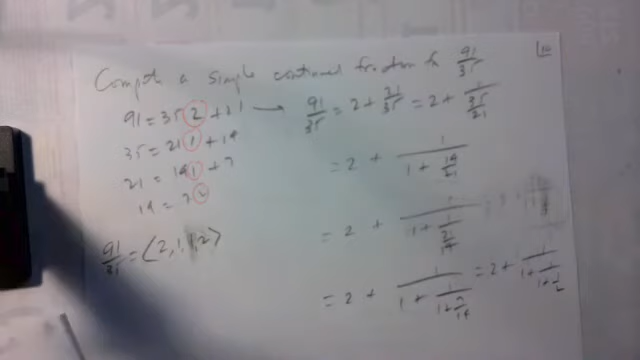 Compute a simple continued fraction for 91/35
91 = 35 2 + 21 → 91/35 = 2 + 21/35 = 2 + 1/(35/21)
35 = 21 1 + 14
= 2 + 1/(1 + 14/21)
21 = 14 1 + 7
14 = 7 2
= 2 + 1/(1 + 1/(21/14))
91/35 = ⟨2, 1, 1, 2⟩
= 2 + 1/(1 + 1/(1 + 7/14)) = 2 + 1/(1 + 1/(1 + 1/2))